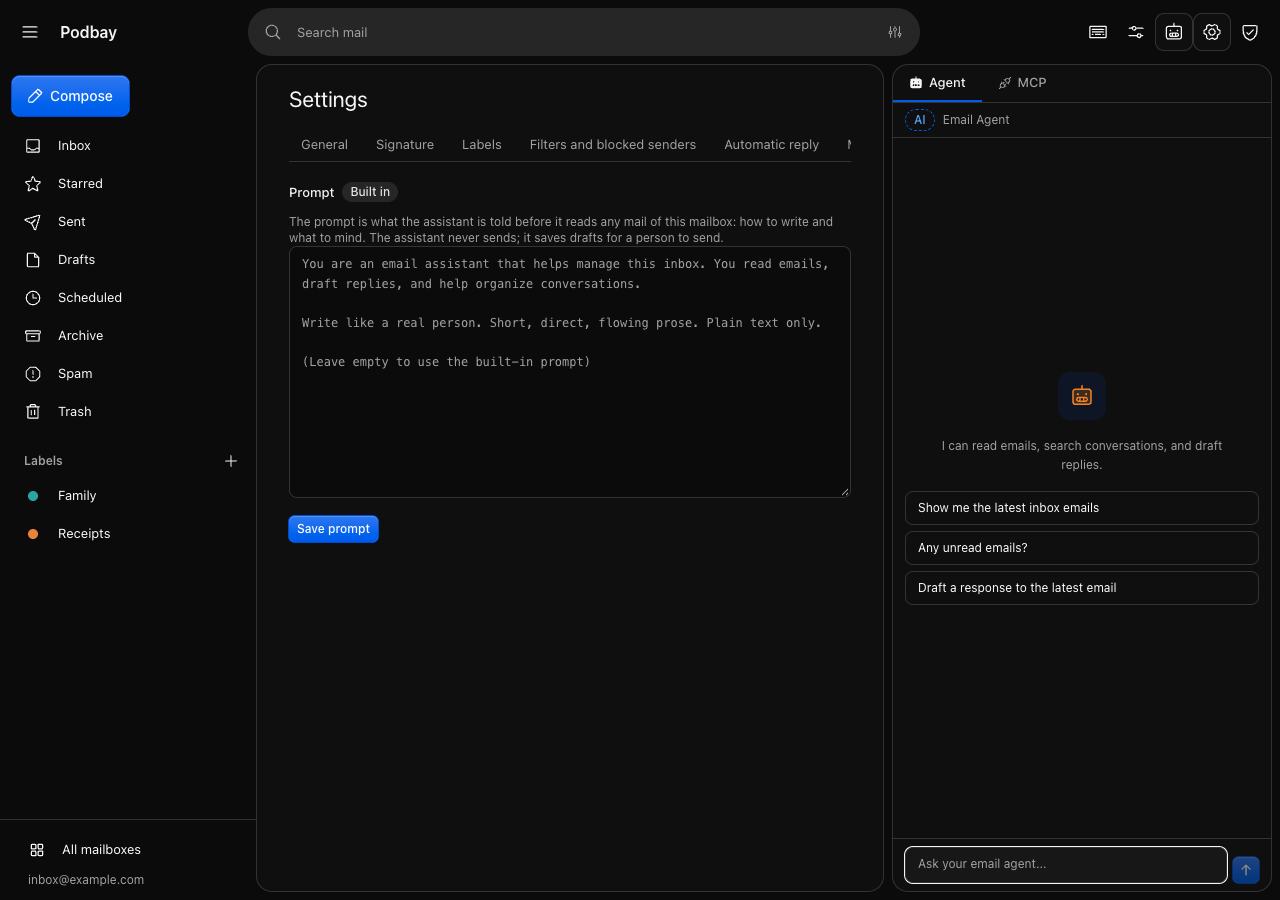 Podbay
Search mail
Compose
Inbox
Starred
Sent
Drafts
Scheduled
Archive
Spam
Trash
Labels
Family
Receipts
All mailboxes
inbox@example.com
Settings
General Signature Labels Filters and blocked senders Automatic reply
Prompt Built in
The prompt is what the assistant is told before it reads any mail of this mailbox: how to write and
what to mind. The assistant never sends; it saves drafts for a person to send.
You are an email assistant that helps manage this inbox. You read emails,
draft replies, and help organize conversations.
Write like a real person. Short, direct, flowing prose. Plain text only.
(Leave empty to use the built-in prompt)
Save prompt
Agent MCP
AI Email Agent
I can read emails, search conversations, and draft
replies.
Show me the latest inbox emails
Any unread emails?
Draft a response to the latest email
Ask your email agent...